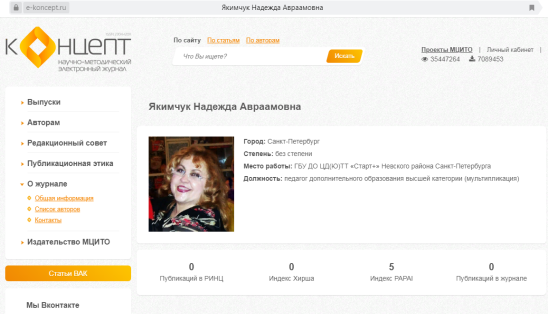 e-koncept.ru Якимчук Надежда Авраамовна
КОНЦЕПТ
научно-методический
электронный журнал
По сайту По статьям По авторам
Что Вы ищете? Искать
Проекты МЦИТО | Личный кабинет |
35447264 7089453
Выпуски
Авторам
Редакционный совет
Публикационная этика
О журнале
Общая информация
Список авторов
Контакты
Издательство МЦИТО
Статьи ВАК
Мы Вконтакте
Якимчук Надежда Авраамовна
Город: Санкт-Петербург
Степень: без степени
Место работы: ГБУ ДО ЦД(Ю)ТТ «Старт+» Невского района Санкт-Петербурга
Должность: педагог дополнительного образования высшей категории (мультипликация)
0 0 5 0
Публикаций в РИНЦ Индекс Хирша Индекс PAPAI Публикаций в журнале